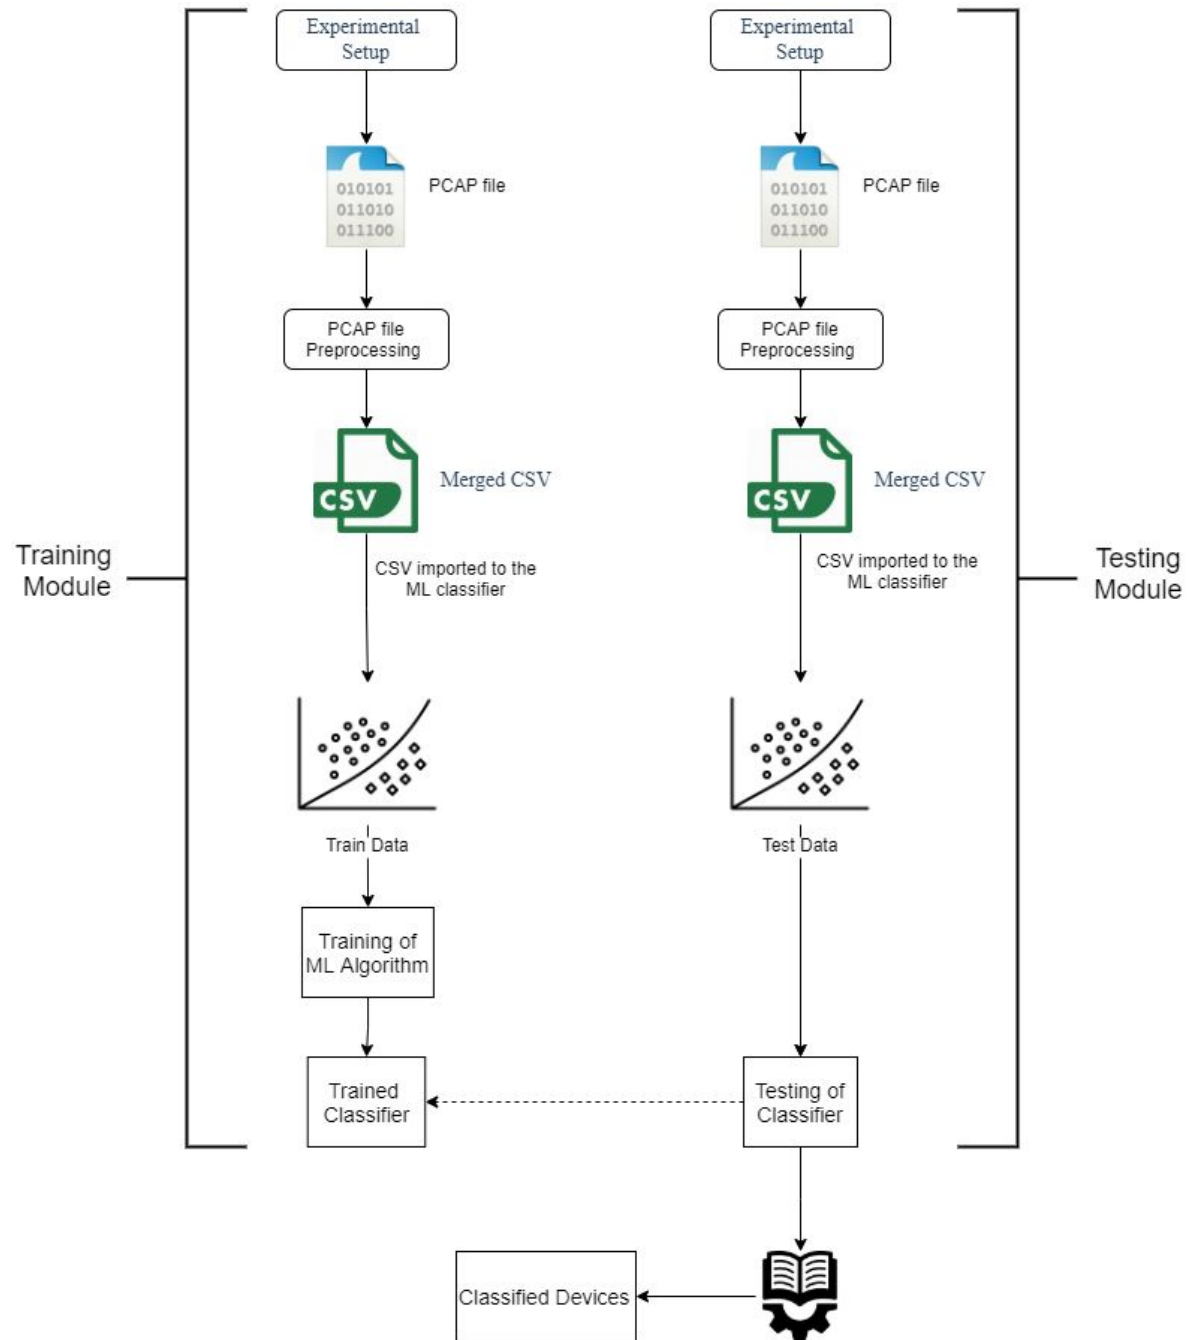 Experimental
Setup
010101
011010
011100
PCAP file
PCAP file
Preprocessing
CSV
Merged CSV
CSV imported to the
ML classifier
Train Data
Training of
ML Algorithm
Trained
Classifier
Training
Module
Experimental
Setup
010101
011010
011100
PCAP file
PCAP file
Preprocessing
CSV
Merged CSV
CSV imported to the
ML classifier
Test Data
Testing of
Classifier
Testing
Module
Classified Devices